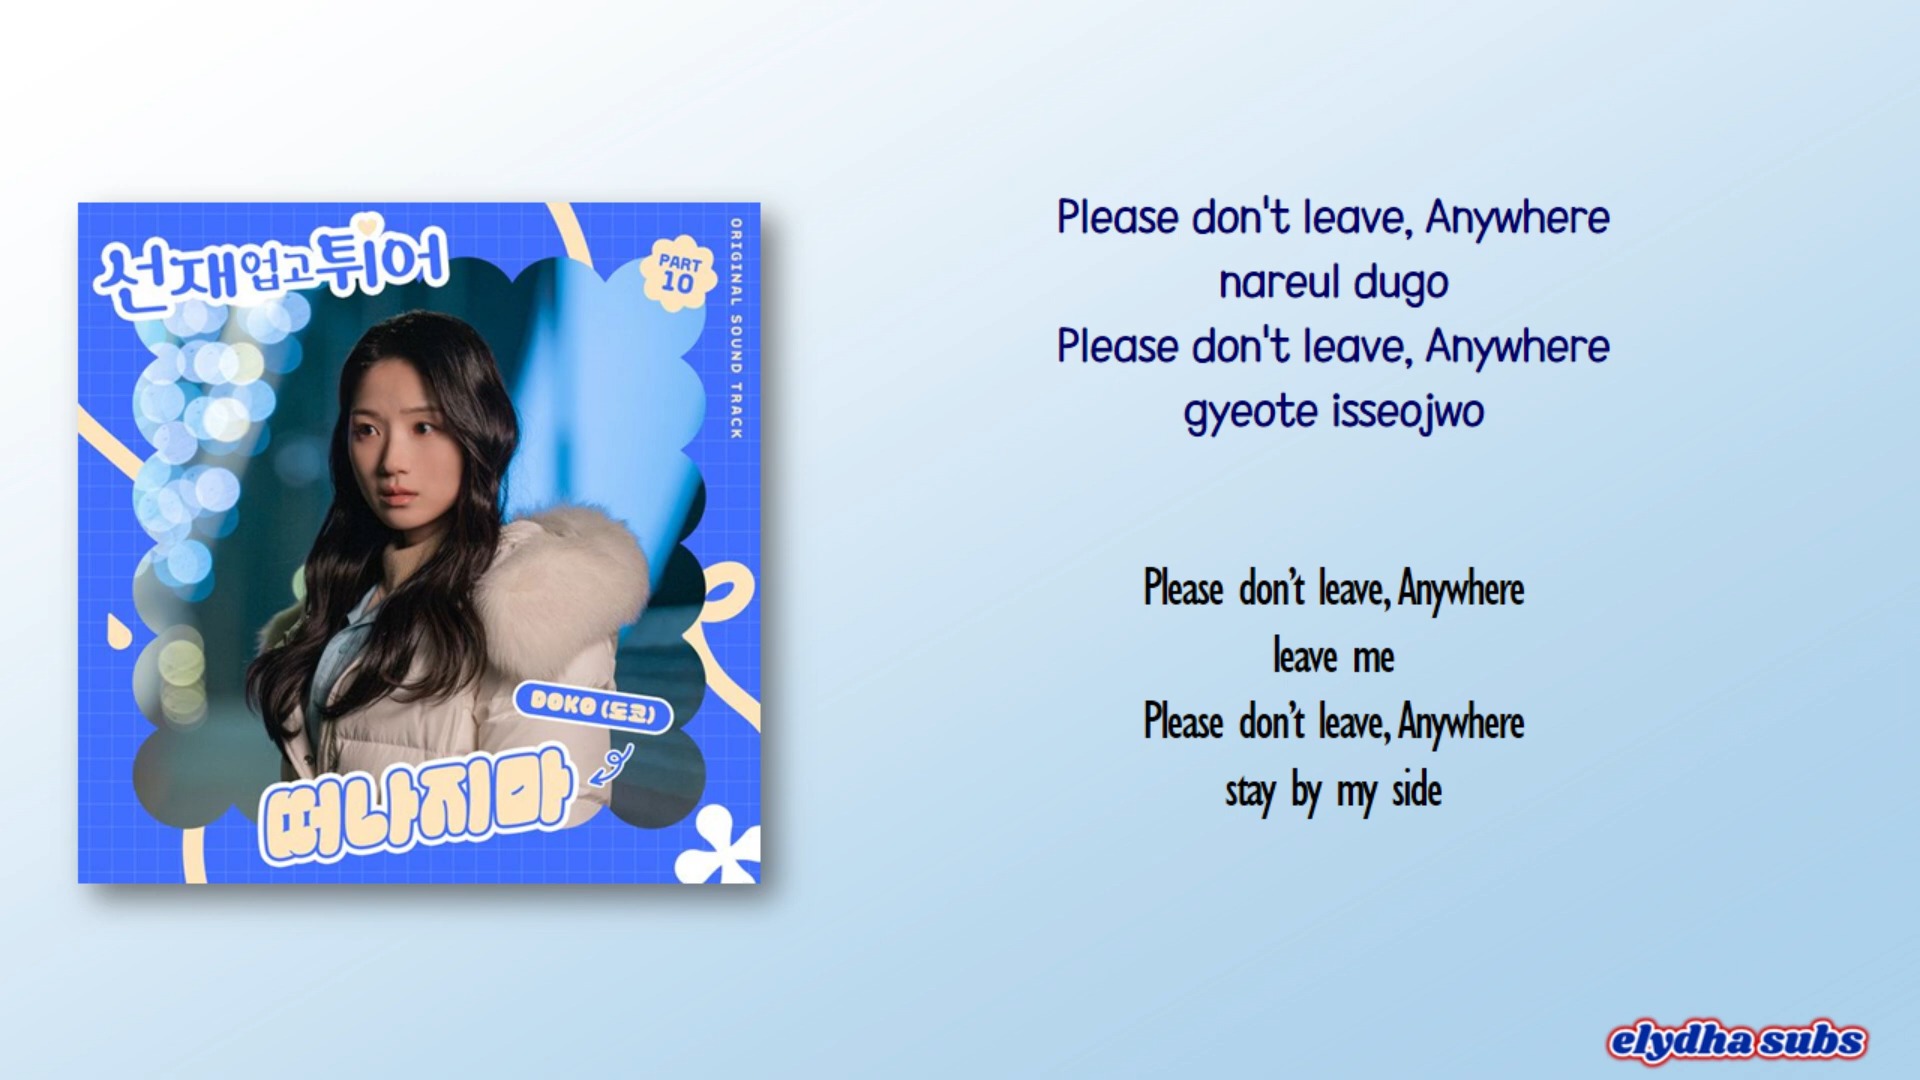 선재 업고 튀어
PART
10
ORIGINAL SOUND TRACK
DOKO (도코)
떠나지마
Please don't leave, Anywhere
nareul dugo
Please don't leave, Anywhere
gyeote isseojwo
Please don’t leave, Anywhere
leave me
Please don’t leave, Anywhere
stay by my side
elydha subs